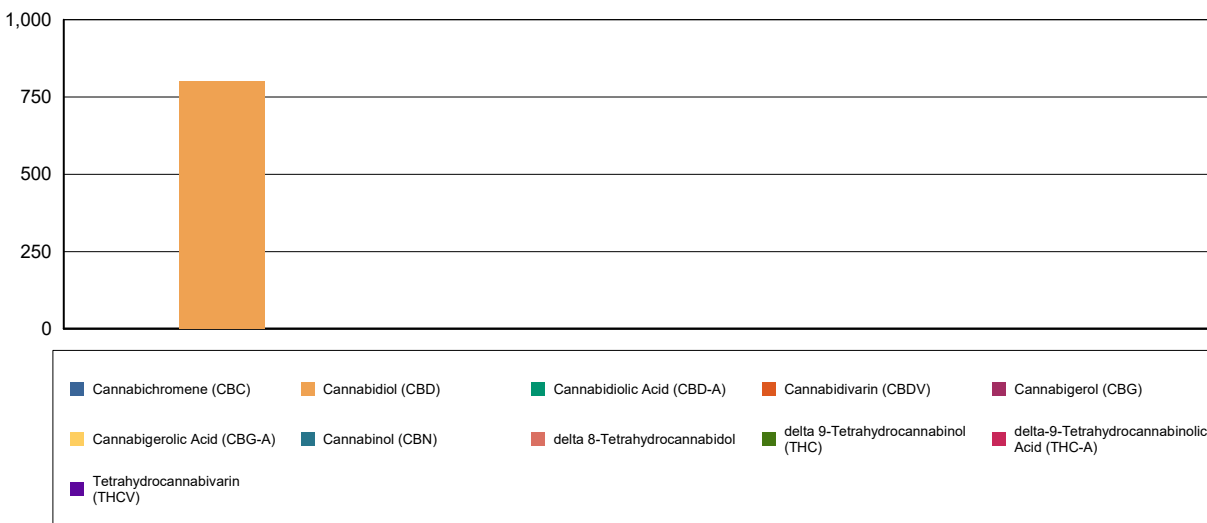 1,000
750
500
250
0
Cannabichromene (CBC)
Cannabidiol (CBD)
Cannabidiolic Acid (CBD-A)
Cannabidivarin (CBDV)
Cannabigerol (CBG)
Cannabigerolic Acid (CBG-A)
Cannabinol (CBN)
delta 8-Tetrahydrocannabidol
delta 9-Tetrahydrocannabinol
(THC)
delta-9-Tetrahydrocannabinolic
Acid (THC-A)
Tetrahydrocannabivarin
(THCV)